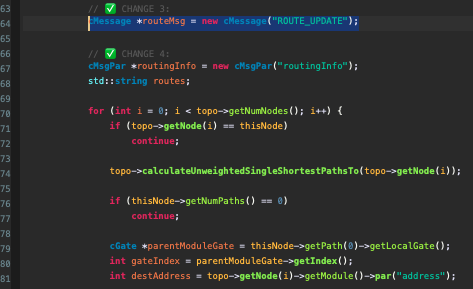 63 // ✅ CHANGE 3:
64 cMessage *routeMsg = new cMessage("ROUTE_UPDATE");
65
66 // ✅ CHANGE 4:
67 cMsgPar *routingInfo = new cMsgPar("routingInfo");
68 std::string routes;
69
70 for (int i = 0; i < topo->getNumNodes(); i++) {
71 if (topo->getNode(i) == thisNode)
72 continue;
73
74 topo->calculateUnweightedSingleShortestPathsTo(topo->getNode(i));
75
76 if (thisNode->getNumPaths() == 0)
77 continue;
78
79 cGate *parentModuleGate = thisNode->getPath(0)->getLocalGate();
80 int gateIndex = parentModuleGate->getIndex();
81 int destAddress = topo->getNode(i)->getModule()->par("address");